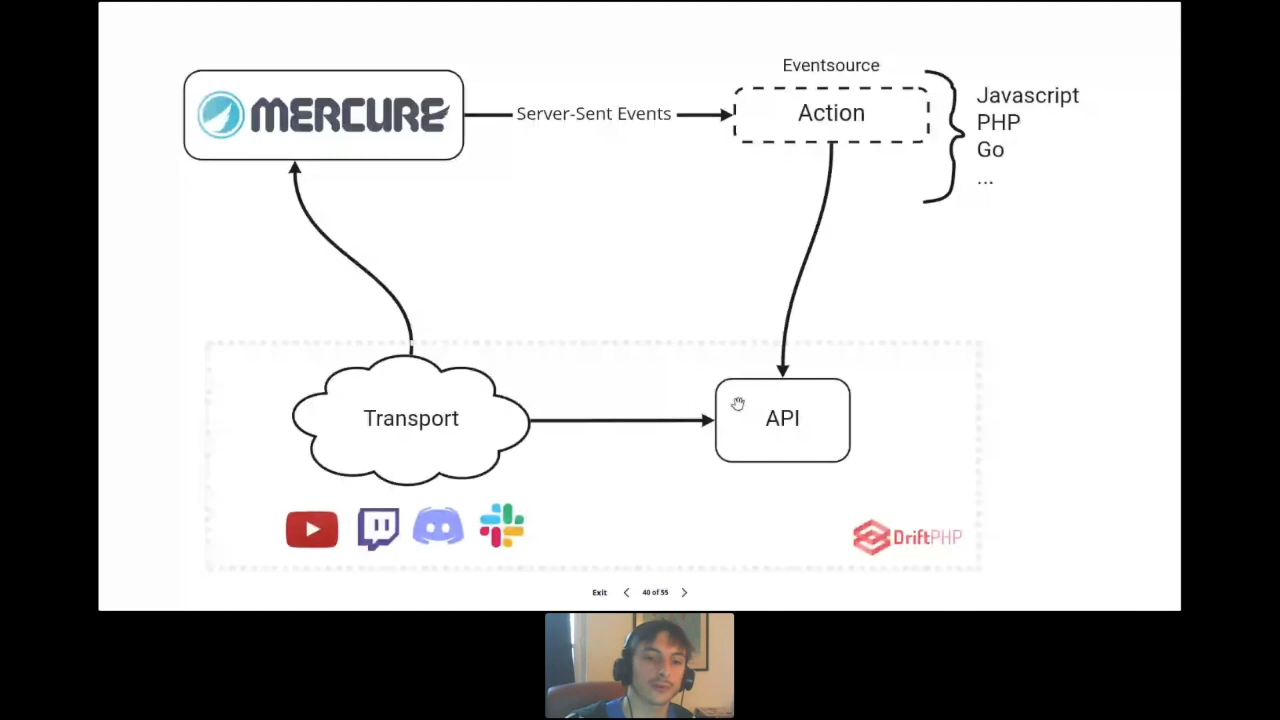 Eventsource
MERCURE
Server-Sent Events
Action
Javascript
PHP
Go
...
Transport
API
DriftPHP
Exit
40 of 55